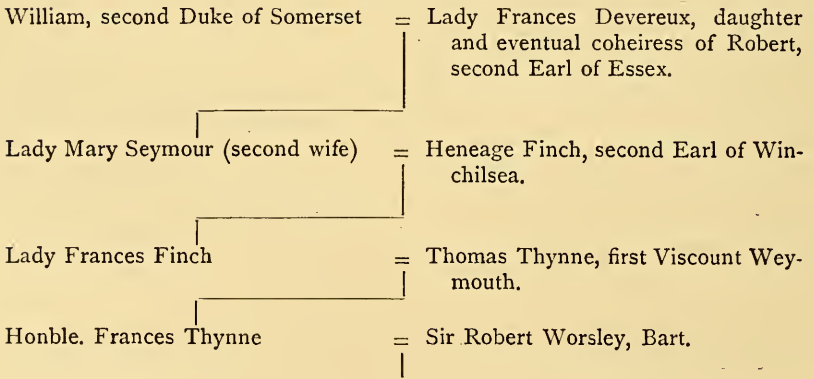 William, second Duke of Somerset = Lady Frances Devereux, daughter
and eventual coheiress of Robert,
second Earl of Essex.
Lady Mary Seymour (second wife) = Heneage Finch, second Earl of Win-
chilsea.
Lady Frances Finch = Thomas Thynne, first Viscount Wey-
mouth.
Honble. Frances Thynne = Sir Robert Worsley, Bart.